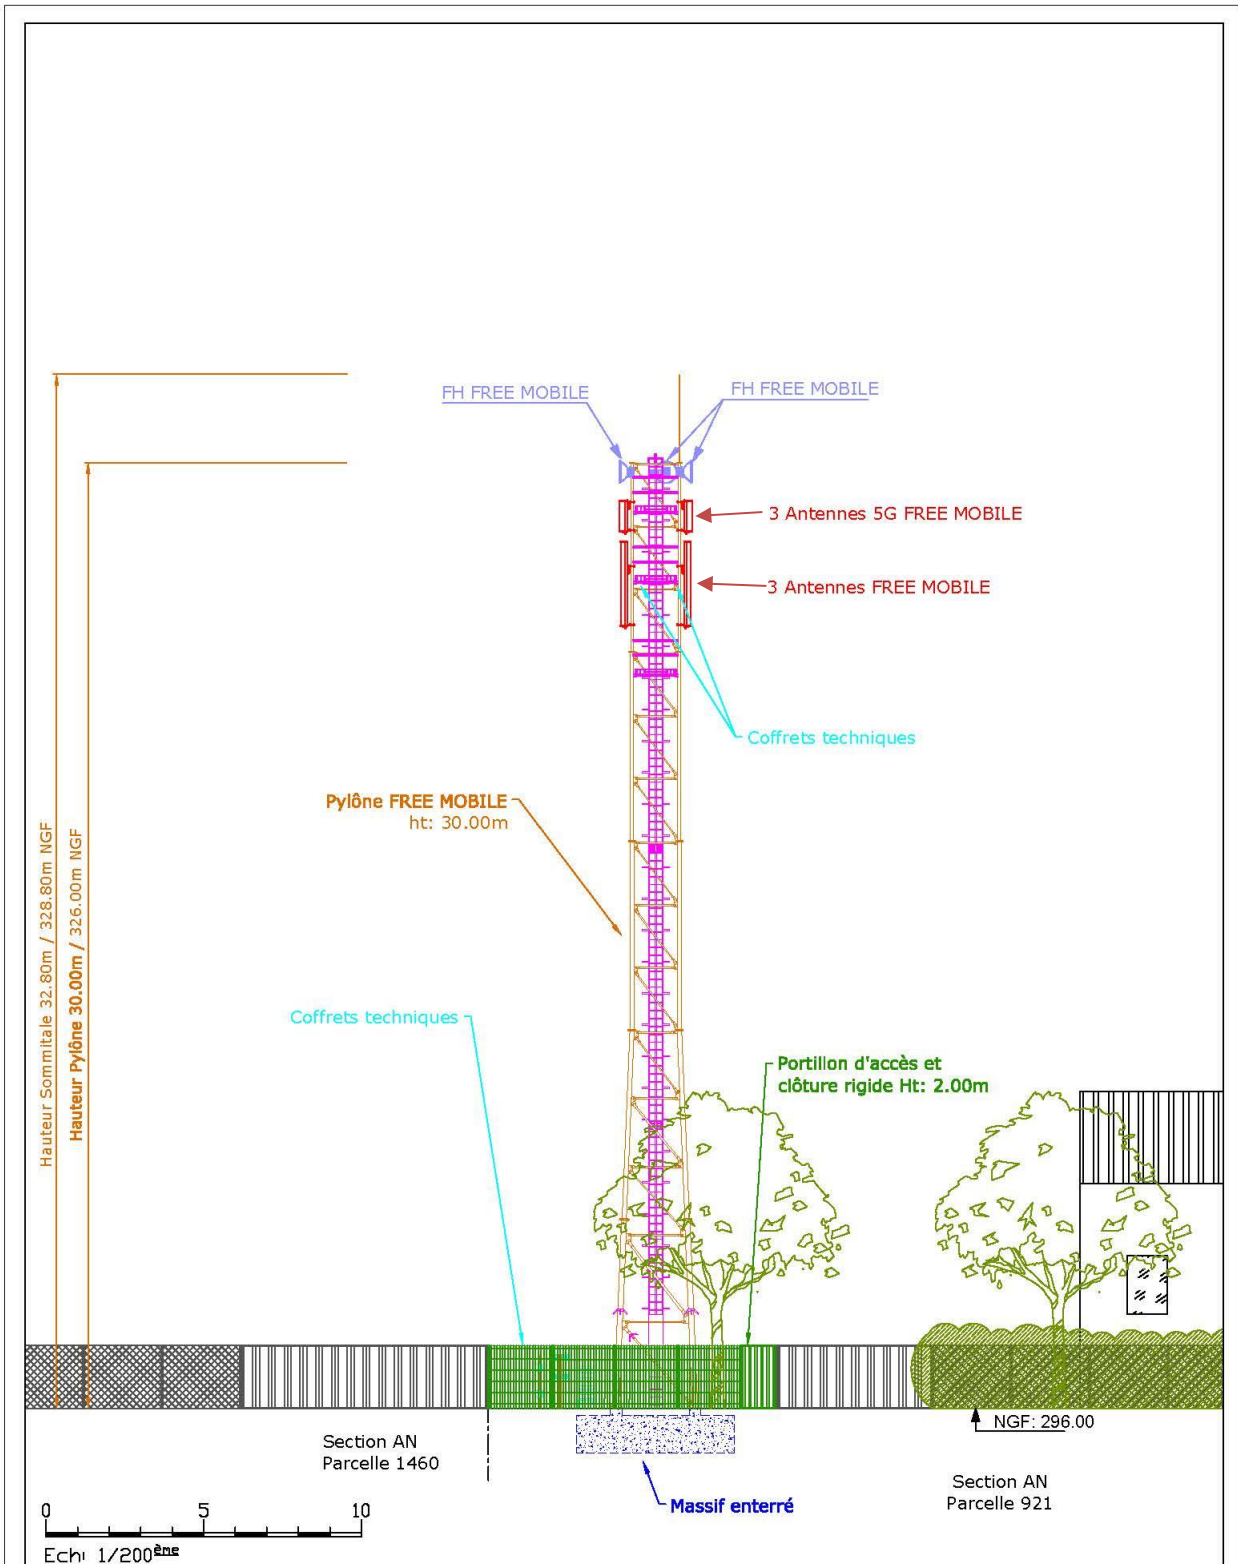 FH FREE MOBILE
FH FREE MOBILE
3 Antennes 5G FREE MOBILE
3 Antennes FREE MOBILE
Coffrets techniques
Pylône FREE MOBILE
ht: 30.00m
Hauteur Sommitale 32.80m / 328.80m NGF
Hauteur Pylône 30.00m / 326.00m NGF
Coffrets techniques
Portillon d'accès et
clôture rigide Ht: 2.00m
NGF: 296.00
Section AN
Parcelle 1460
Section AN
Parcelle 921
Massif enterré
0 5 10
Ech: 1/200ème